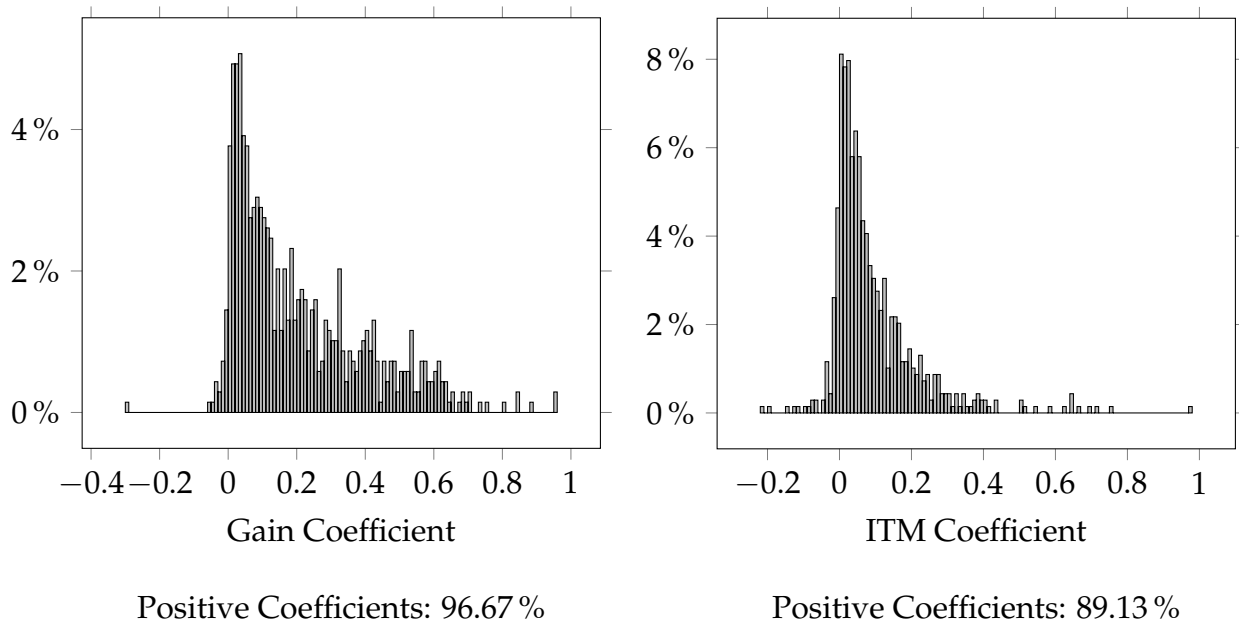 4 %
2 %
0 %
−0.4 −0.2 0 0.2 0.4 0.6 0.8 1
Gain Coefficient
Positive Coefficients: 96.67 %
8 %
6 %
4 %
2 %
0 %
−0.2 0 0.2 0.4 0.6 0.8 1
ITM Coefficient
Positive Coefficients: 89.13 %